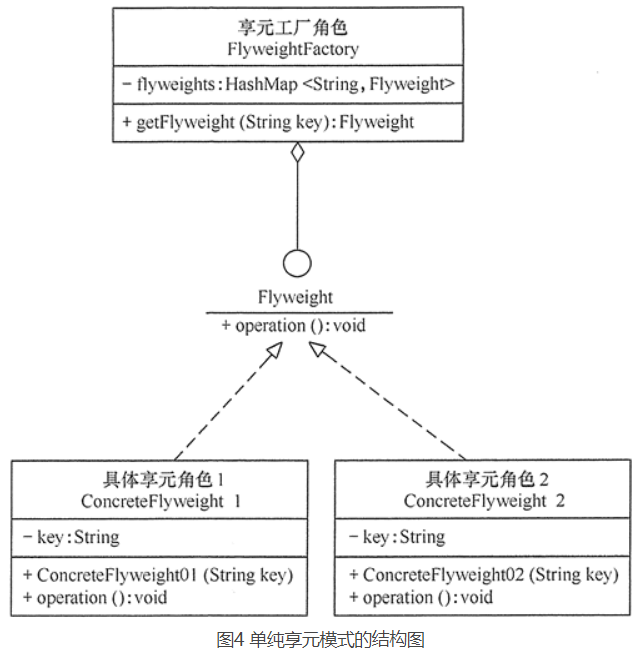 享元工厂角色
FlyweightFactory
- flyweights:HashMap <String,Flyweight>
+ getFlyweight (String key):Flyweight
Flyweight
+ operation ():void
具体享元角色1
ConcreteFlyweight 1
- key:String
+ ConcreteFlyweight01 (String key)
+ operation ():void
具体享元角色2
ConcreteFlyweight 2
- key:String
+ ConcreteFlyweight02 (String key)
+ operation ():void
图4 单纯享元模式的结构图